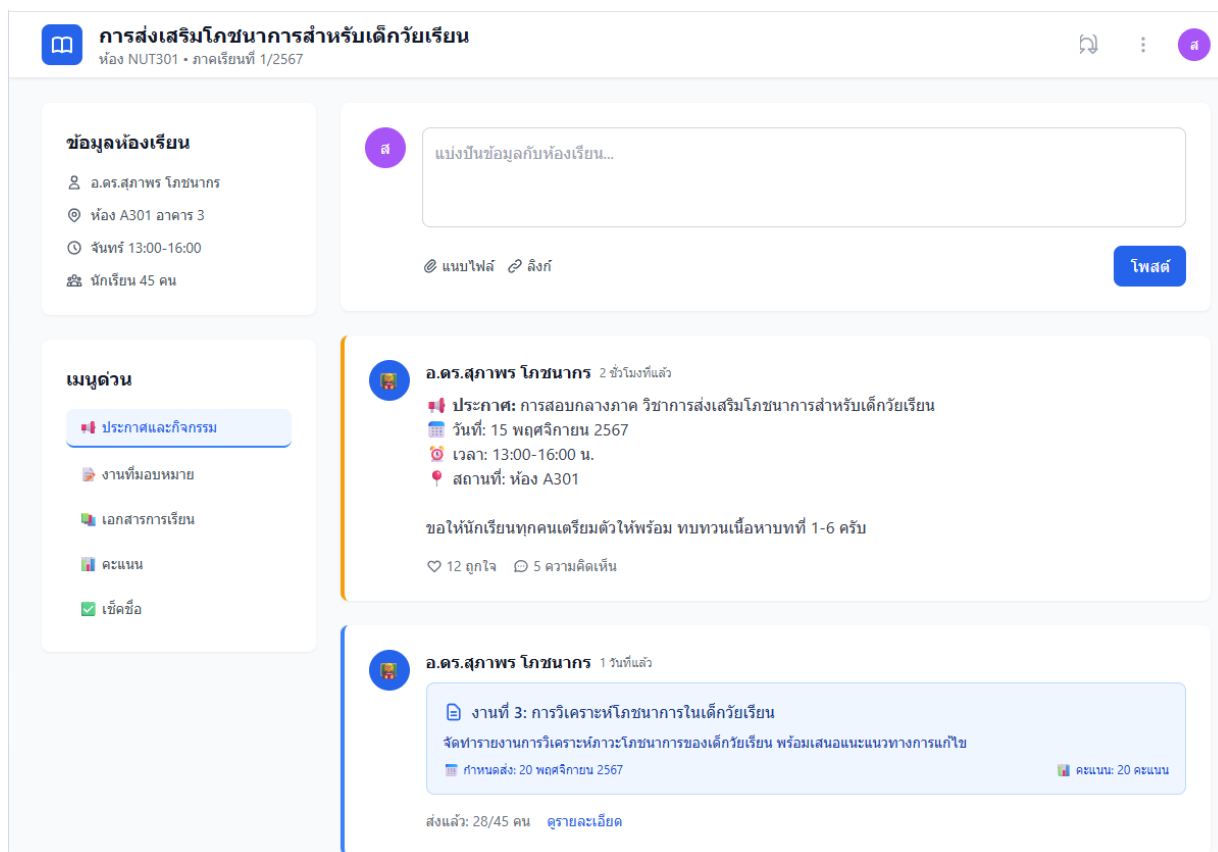 การส่งเสริมโภชนาการสำหรับเด็กวัยเรียน
ห้อง NUT301 • ภาคเรียนที่ 1/2567
ส
ข้อมูลห้องเรียน
อ.ดร.สุภาพร โภชนากร
ห้อง A301 อาคาร 3
จันทร์ 13:00-16:00
นักเรียน 45 คน
เมนูด่วน
ประกาศและกิจกรรม
งานที่มอบหมาย
เอกสารการเรียน
คะแนน
เช็คชื่อ
ส
แบ่งปันข้อมูลกับห้องเรียน...
แนบไฟล์ ลิงก์
โพสต์
อ.ดร.สุภาพร โภชนากร 2 ชั่วโมงที่แล้ว
ประกาศ: การสอบกลางภาค วิชาการส่งเสริมโภชนาการสำหรับเด็กวัยเรียน
วันที่: 15 พฤศจิกายน 2567
เวลา: 13:00-16:00 น.
สถานที่: ห้อง A301
ขอให้นักเรียนทุกคนเตรียมตัวให้พร้อม ทบทวนเนื้อหาบทที่ 1-6 ครับ
12 ถูกใจ 5 ความคิดเห็น
อ.ดร.สุภาพร โภชนากร 1 วันที่แล้ว
งานที่ 3: การวิเคราะห์โภชนาการในเด็กวัยเรียน
จัดทำรายงานการวิเคราะห์ภาวะโภชนาการของเด็กวัยเรียน พร้อมเสนอแนะแนวทางการแก้ไข
กำหนดส่ง: 20 พฤศจิกายน 2567 คะแนน: 20 คะแนน
ส่งแล้ว: 28/45 คน ดูรายละเอียด